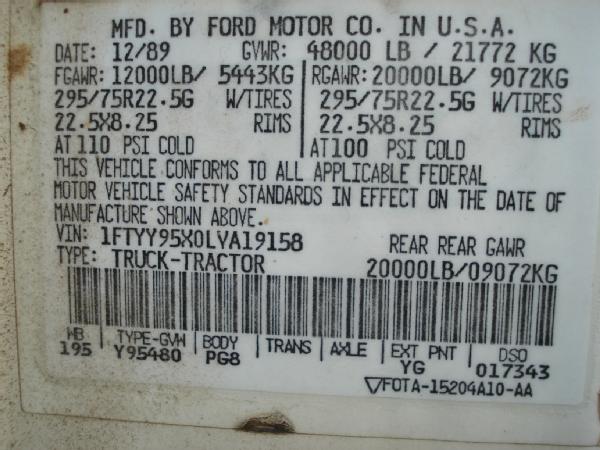 MFD. BY FORD MOTOR CO. IN U.S.A.
DATE: 12/89 GVWR: 48000 LB / 21772 KG
FGAWR: 12000LB/ 5443KG RGAWR: 20000LB/ 9072KG
295/75R22.5G W/TIRES 295/75R22.5G W/TIRES
22.5X8.25 RIMS 22.5X8.25 RIMS
AT 110 PSI COLD AT 100 PSI COLD
THIS VEHICLE CONFORMS TO ALL APPLICABLE FEDERAL
MOTOR VEHICLE SAFETY STANDARDS IN EFFECT ON THE DATE OF
MANUFACTURE SHOWN ABOVE.
VIN: 1FTYY95X0LVA19158 REAR REAR GAWR
TYPE: TRUCK-TRACTOR 20000LB/09072KG
WB TYPE-GVW BODY TRANS AXLE EXT PNT DSO
195 Y95480 PG8 YG 017343
▽FOTA-15204A10-AA